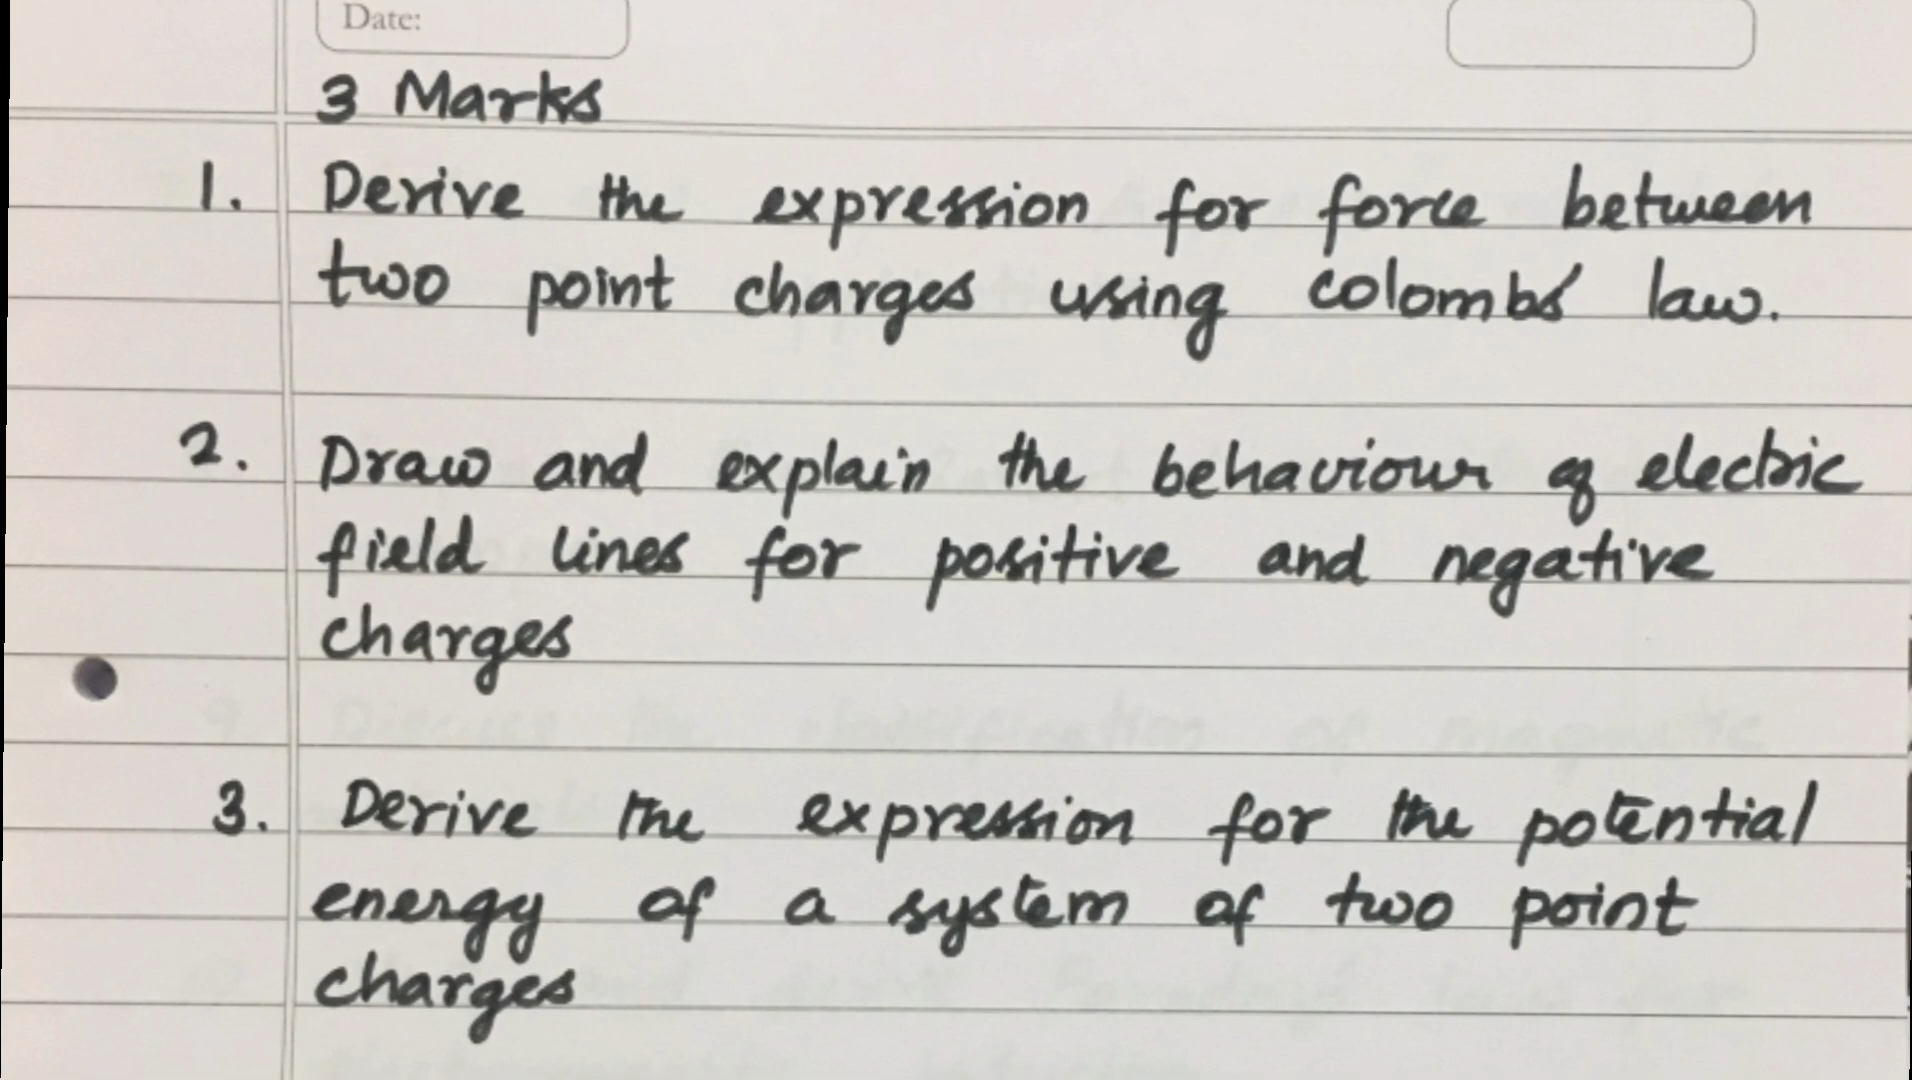 Date:
3 Marks
1. Derive the expression for force between
two point charges using colombs law.
2. Draw and explain the behaviour of electric
field lines for positive and negative
charges
3. Derive the expression for the potential
energy of a system of two point
charges